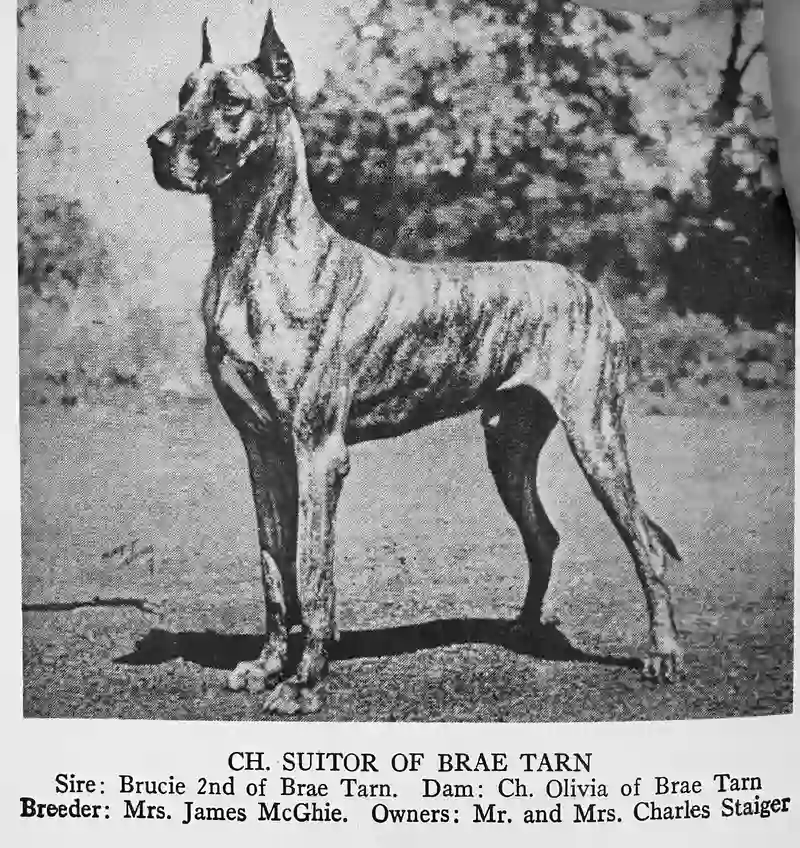 CH. SUITOR OF BRAE TARN
Sire: Brucie 2nd of Brae Tarn. Dam: Ch. Olivia of Brae Tarn
Breeder: Mrs. James McGhie. Owners: Mr. and Mrs. Charles Staiger